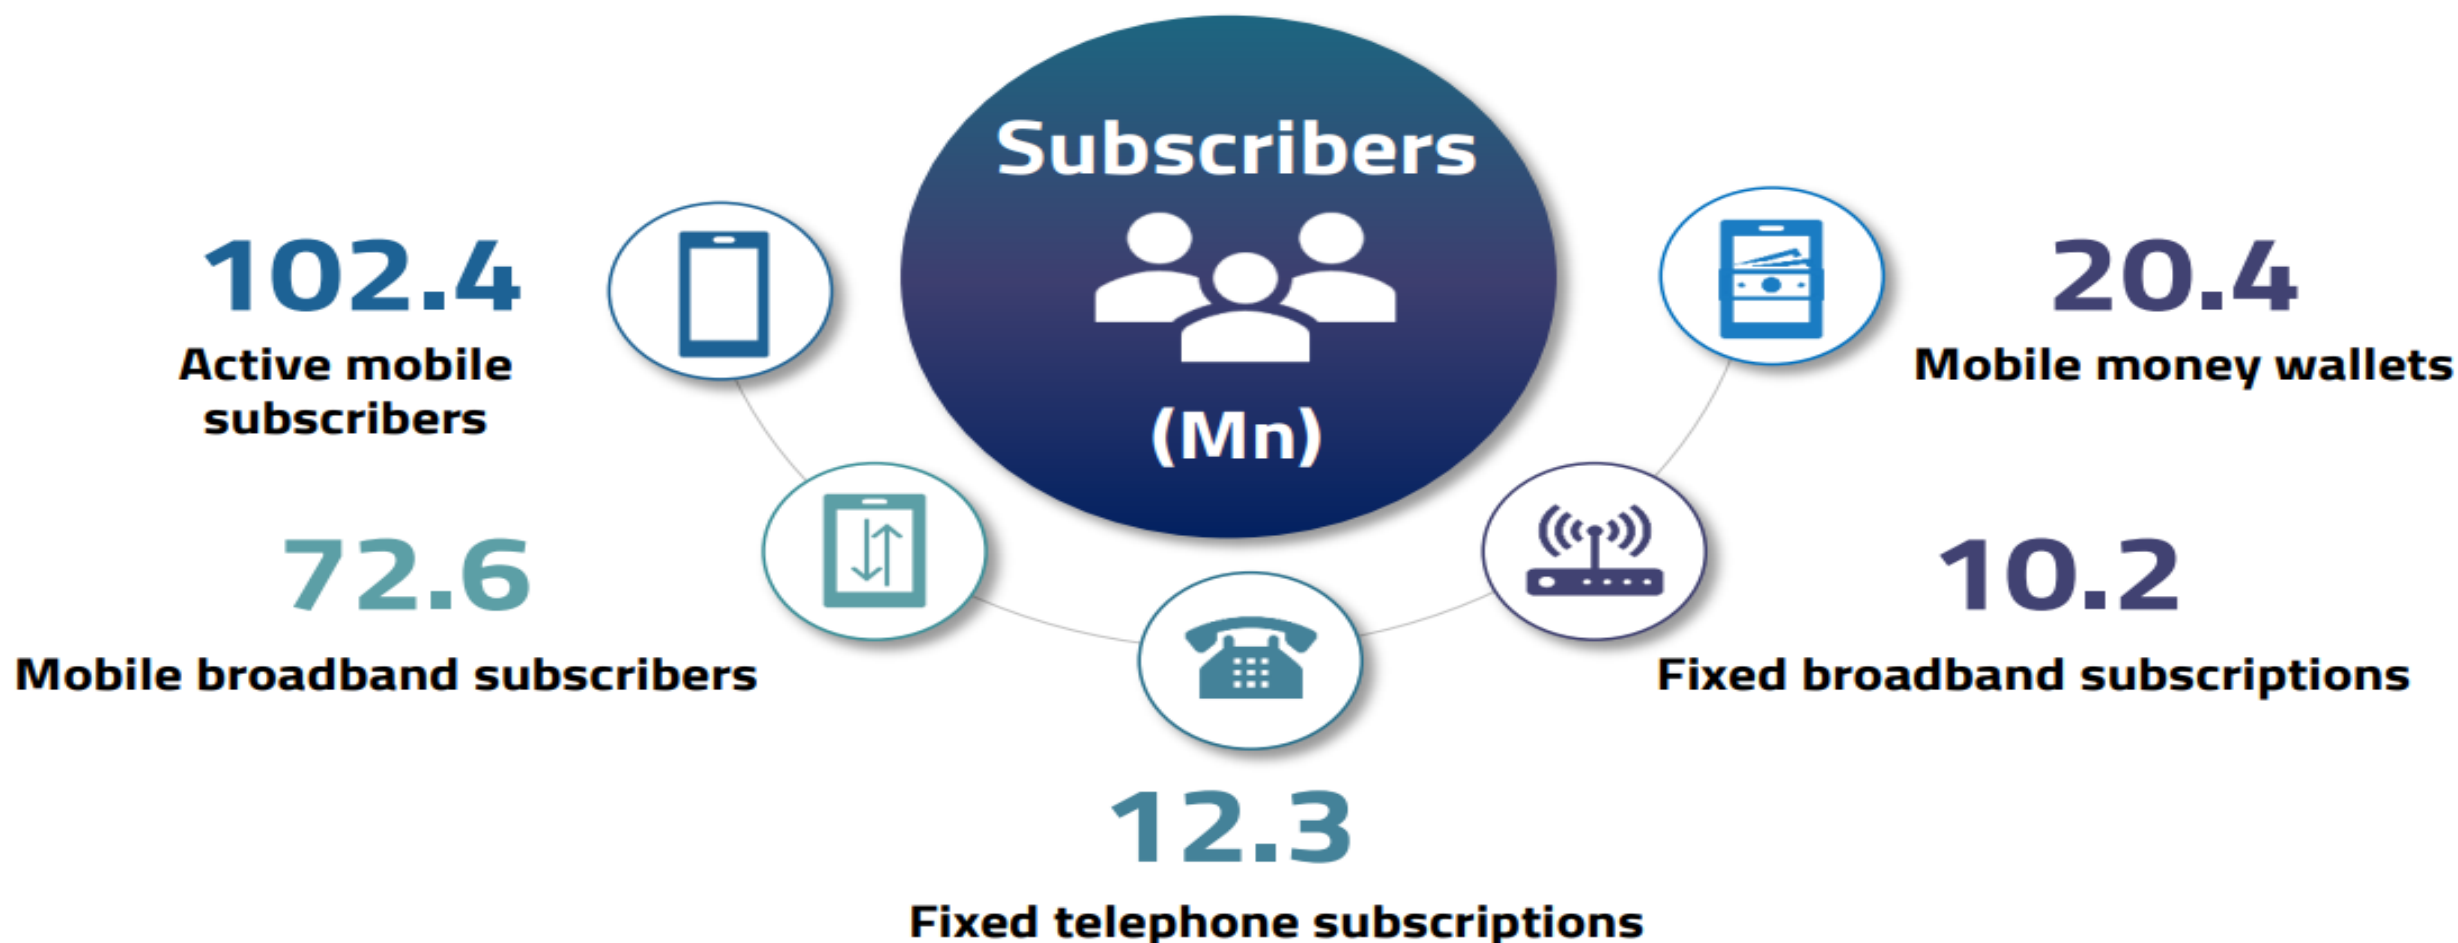 Subscribers
(Mn)
102.4
Active mobile
subscribers
72.6
Mobile broadband subscribers
12.3
Fixed telephone subscriptions
10.2
Fixed broadband subscriptions
20.4
Mobile money wallets